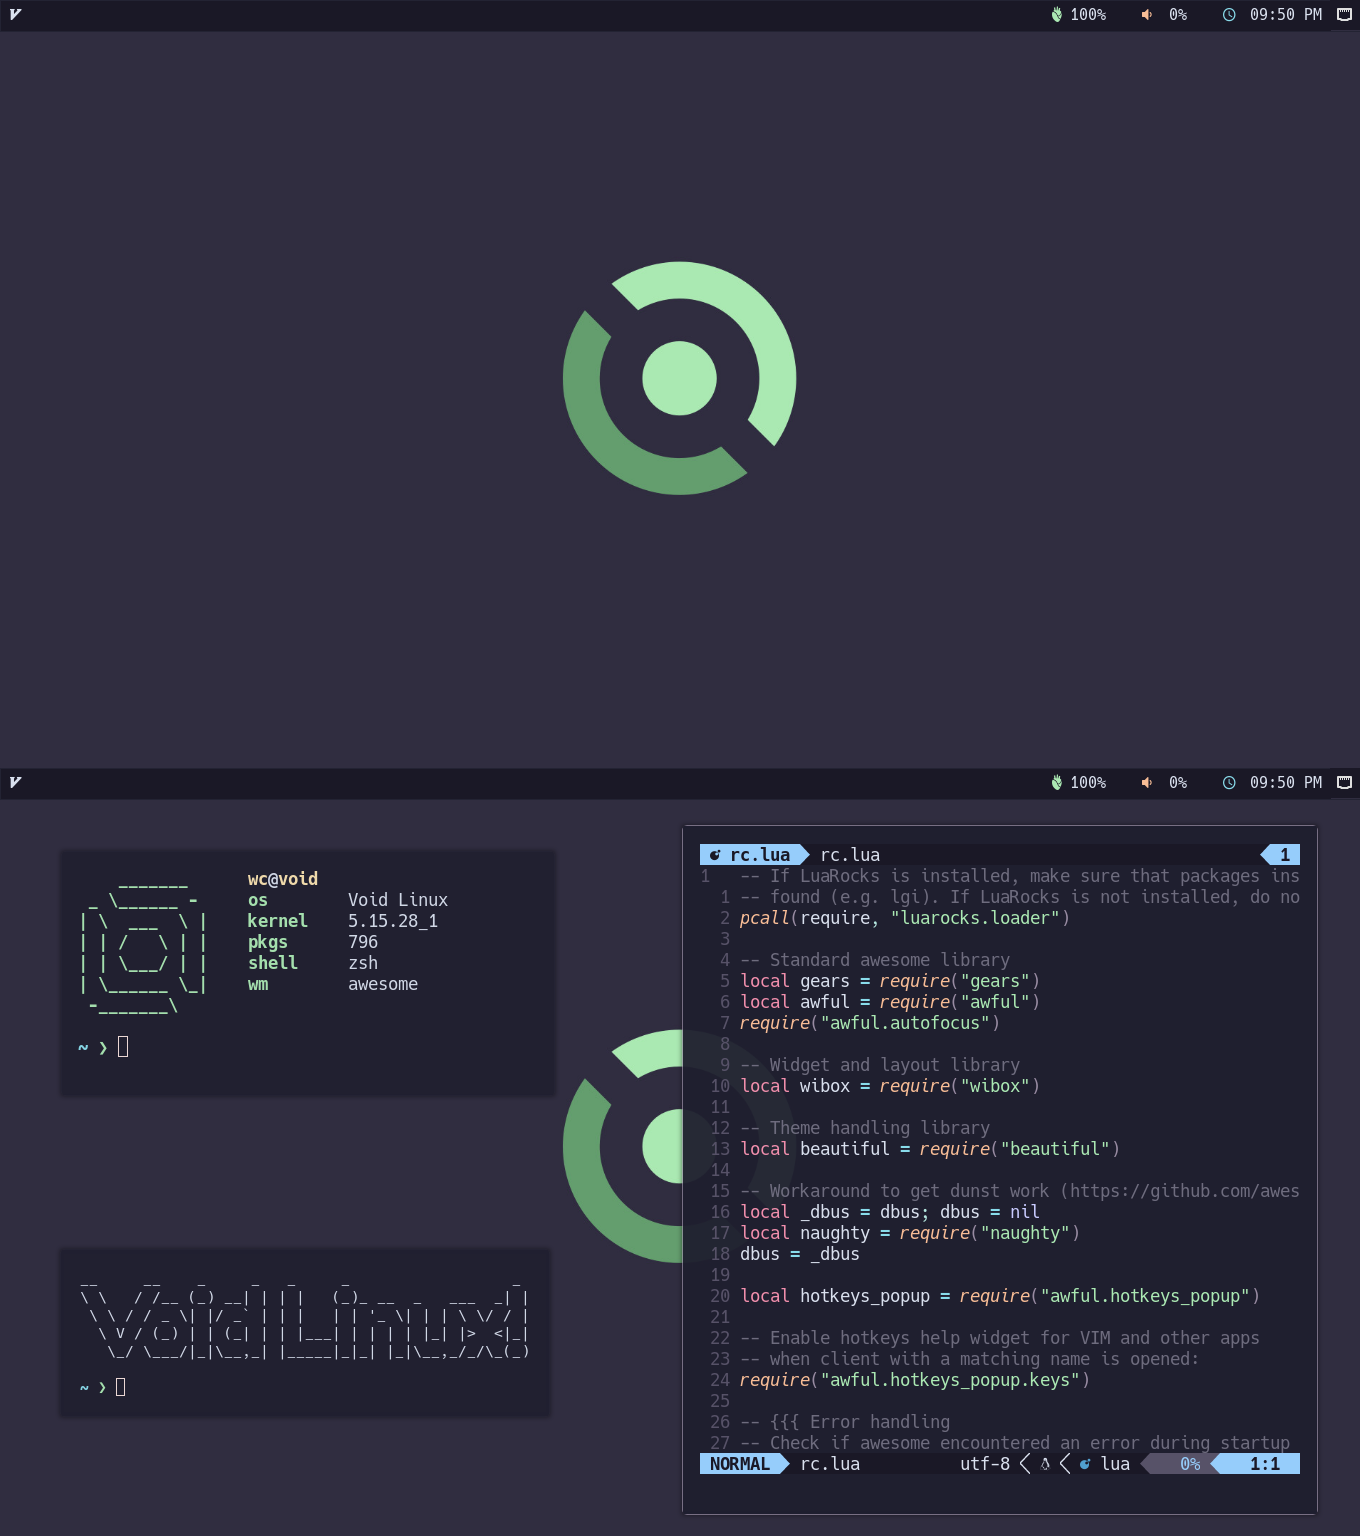 100% 0% 09:50 PM
100% 0% 09:50 PM
wc@void
os Void Linux
kernel 5.15.28_1
pkgs 796
shell zsh
wm awesome
~ ❯
Void Linux!
~ ❯
rc.lua rc.lua 1
1 -- If LuaRocks is installed, make sure that packages ins
1 -- found (e.g. lgi). If LuaRocks is not installed, do no
2 pcall(require, "luarocks.loader")
3
4 -- Standard awesome library
5 local gears = require("gears")
6 local awful = require("awful")
7 require("awful.autofocus")
8
9 -- Widget and layout library
10 local wibox = require("wibox")
11
12 -- Theme handling library
13 local beautiful = require("beautiful")
14
15 -- Workaround to get dunst work (https://github.com/awes
16 local _dbus = dbus; dbus = nil
17 local naughty = require("naughty")
18 dbus = _dbus
19
20 local hotkeys_popup = require("awful.hotkeys_popup")
21
22 -- Enable hotkeys help widget for VIM and other apps
23 -- when client with a matching name is opened:
24 require("awful.hotkeys_popup.keys")
25
26 -- {{{ Error handling
27 -- Check if awesome encountered an error during startup
NORMAL rc.lua utf-8 lua 0% 1:1